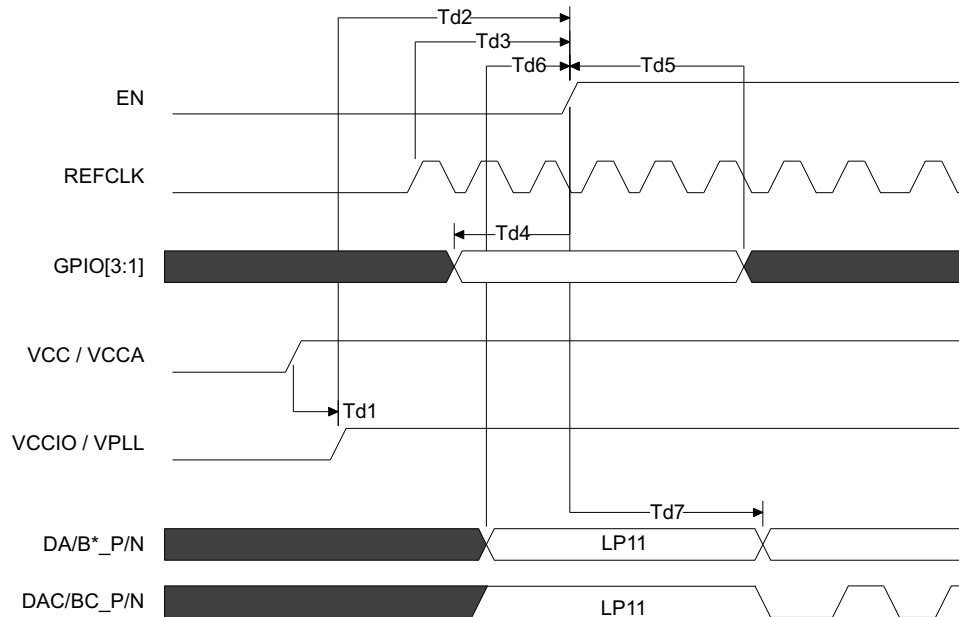 Td2
Td3
Td6
Td5
EN
REFCLK
Td4
GPIO[3:1]
VCC / VCCA
Td1
VCCIO / VPLL
Td7
DA/B*_P/N
LP11
DAC/BC_P/N
LP11